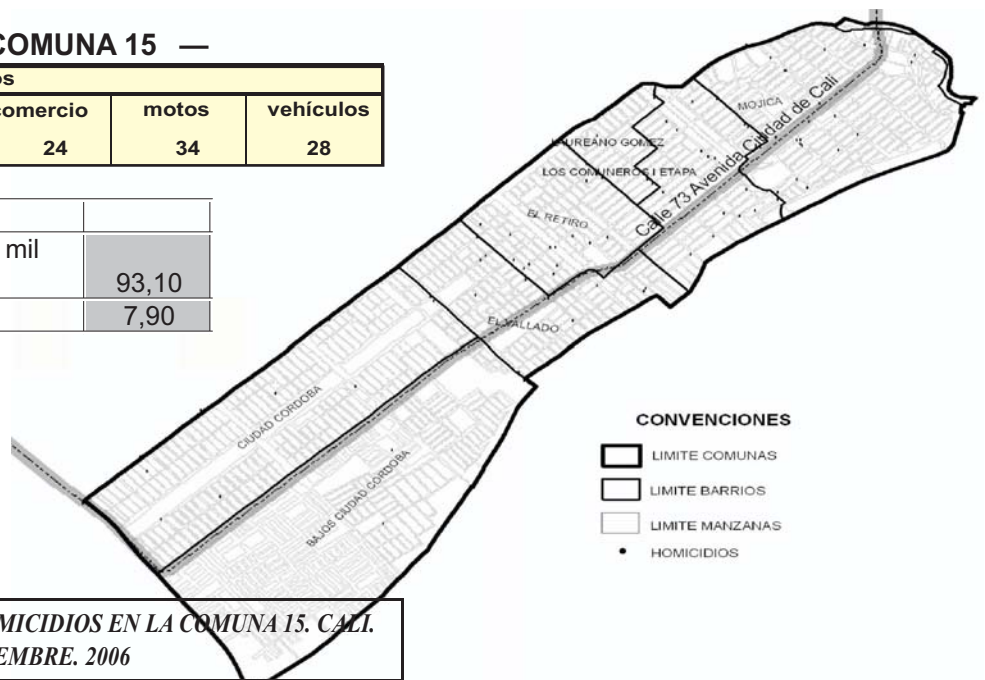 COMUNA 15 —
os
comercio motos vehículos
24 34 28
mil
93,10
7,90
MOJICA
LAUREANO GOMEZ
LOS COMUNEROS I ETAPA
Calle 73 Avenida Ciudad de Cali
EL RETIRO
EL VALLADO
CIUDAD CORDOBA
BAJOS CIUDAD CORDOBA
CONVENCIONES
LIMITE COMUNAS
LIMITE BARRIOS
LIMITE MANZANAS
HOMICIDIOS
MICIDIOS EN LA COMUNA 15. CALI.
EMBRE. 2006